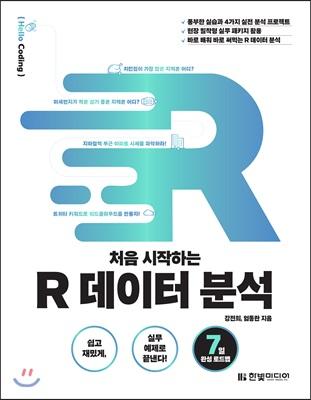 { Hello Coding }
✓ 풍부한 실습과 4가지 실전 분석 프로젝트
✓ 현장 밀착형 실무 패키지 활용
✓ 바로 배워 바로 써먹는 R 데이터 분석
치킨집이 가장 많은 지역은 어디?
미세먼지가 적은 살기 좋은 지역은 어디?
지하철역 부근 아파트 시세를 파악하라!
트위터 키워드로 워드클라우드를 만들자!
R
처음 시작하는
R 데이터 분석
강전희, 엄동란 지음
쉽고
재밌게,
실무
예제로
끝낸다!
7일
완성 로드맵
한빛미디어